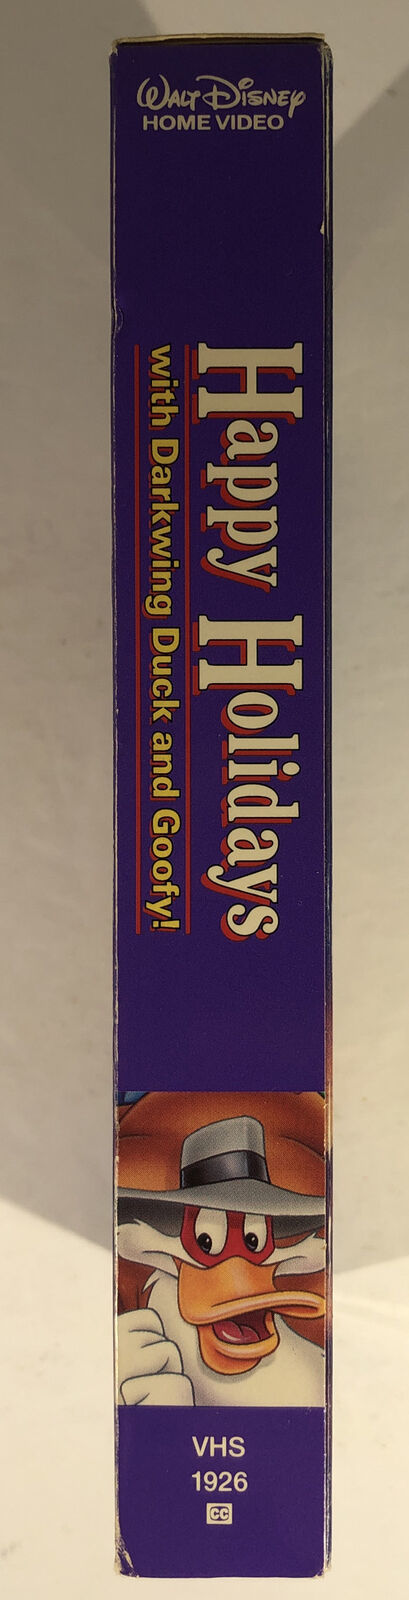 WALT DISNEY
HOME VIDEO
Happy Holidays
with Darkwing Duck and Goofy!
VHS
1926
CC